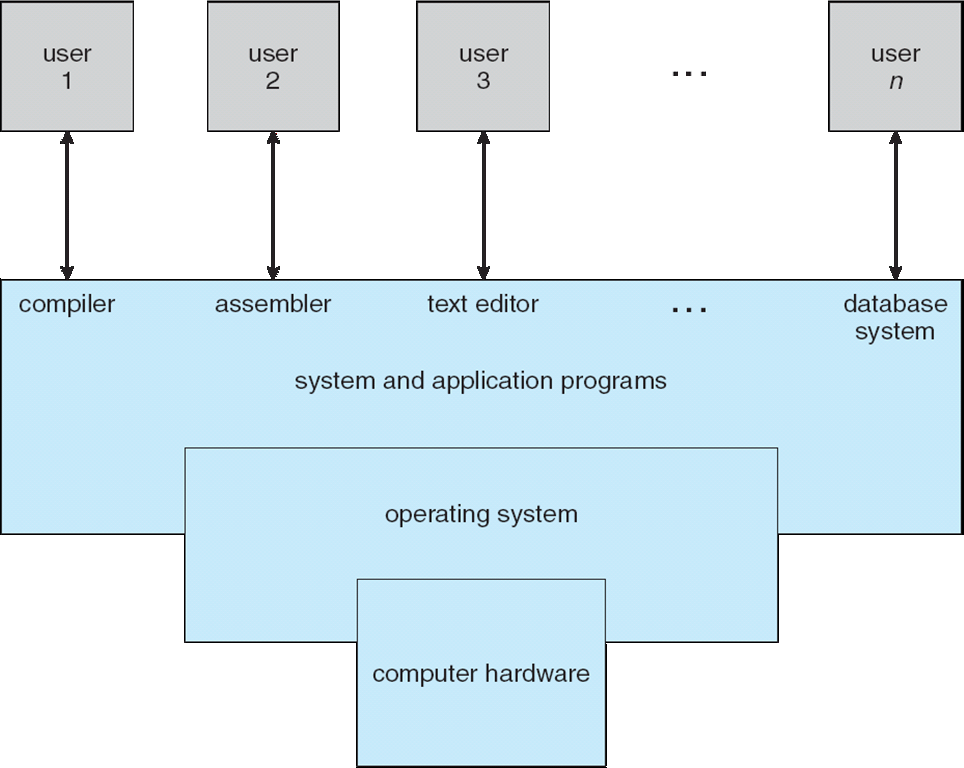 user
1
user
2
user
3
...
user
n
compiler
assembler
text editor
...
database
system
system and application programs
operating system
computer hardware